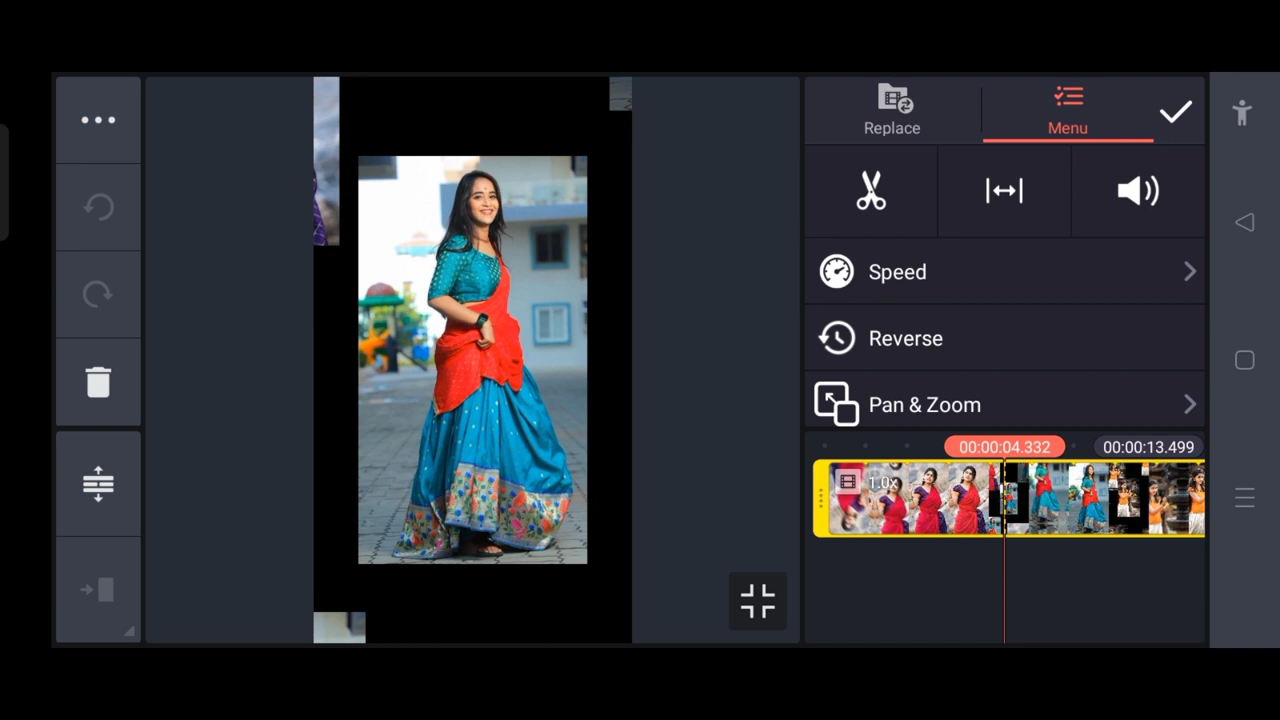 Replace
Menu
Speed
Reverse
Pan & Zoom
00:00:04.332
00:00:13.499
1.0x